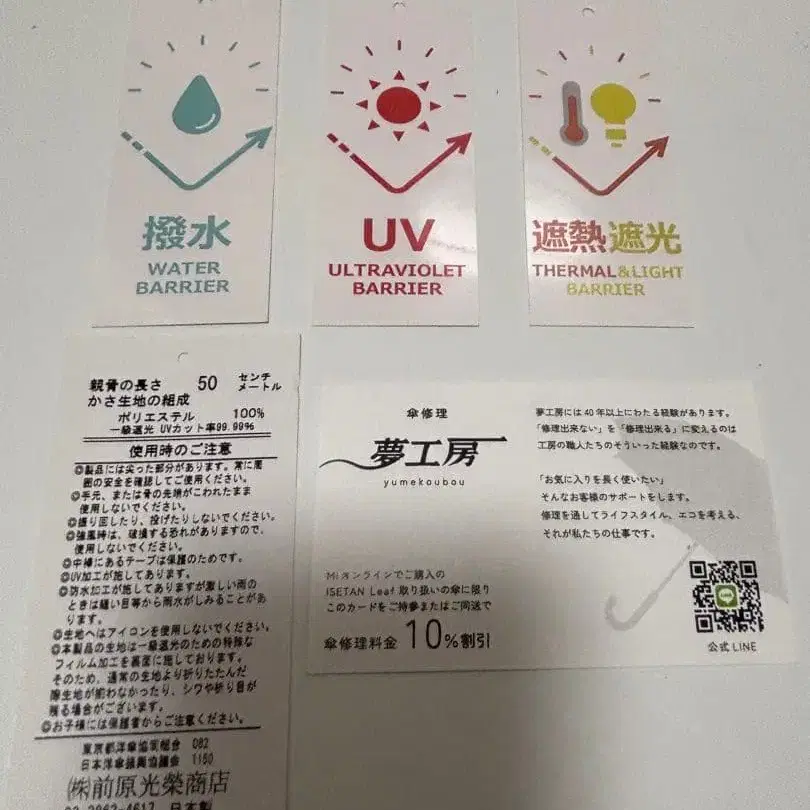 撥水
WATER
BARRIER
UV
ULTRAVIOLET
BARRIER
遮熱遮光
THERMAL&LIGHT
BARRIER
親骨の長さ 50 センチメートル
かさ生地の組成
ポリエステル 100%
一級遮光 UVカット率99.99%
使用時のご注意
◎製品には尖った部分があります。常に周
囲の安全を確認してご使用ください。
◎手元、または骨の先端がこわれたまま
使用しないでください。
◎振り回したり、投げたりしないでください。
◎強風時は、破損する恐れがありますので、
使用しないでください。
◎中棒にあるテープは保護のためです。
◎UV加工が施してあります。
◎防水加工が施してありますが激しい雨の
ときは縫い目等から雨水がしみることがあ
ります。
◎生地へはアイロンを使用しないでください。
◎本製品の生地は一級遮光のための特殊な
フィルム加工を裏面に施しております。
そのため、通常の生地より折りたたんだ
際生地が揃わなかったり、シワや折り目が
残る場合がございます。
◎お子様には保護者からご注意ください。
東京都洋傘協同組合 082
日本洋傘振興協議会 1150
(株)前原光榮商店
日本製
傘修理
夢工房
yumekoubou
MIオンラインでご購入の
ISETAN Leaf 取り扱いの傘に限り
このカードをご持参またはご同送で
傘修理料金 10%割引
夢工房には40年以上にわたる経験があります。
「修理出来ない」を「修理出来る」に変えるのは
工房の職人たちのそういった経験なのです。
「お気に入りを長く使いたい」
そんなお客様のサポートをします。
修理を通してライフスタイル、エコを考える、
それが私たちの仕事です。
公式LINE